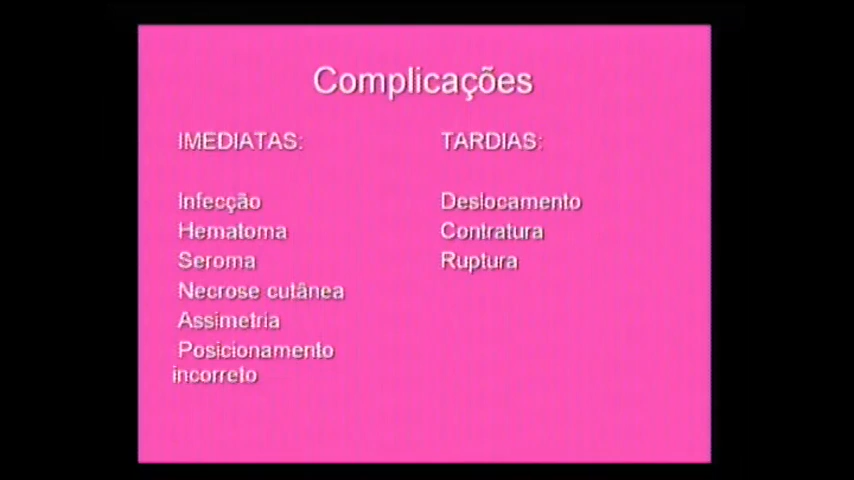 Complicações
IMEDIATAS:
Infecção
Hematoma
Seroma
Necrose cutânea
Assimetria
Posicionamento
incorreto
TARDIAS:
Deslocamento
Contratura
Ruptura